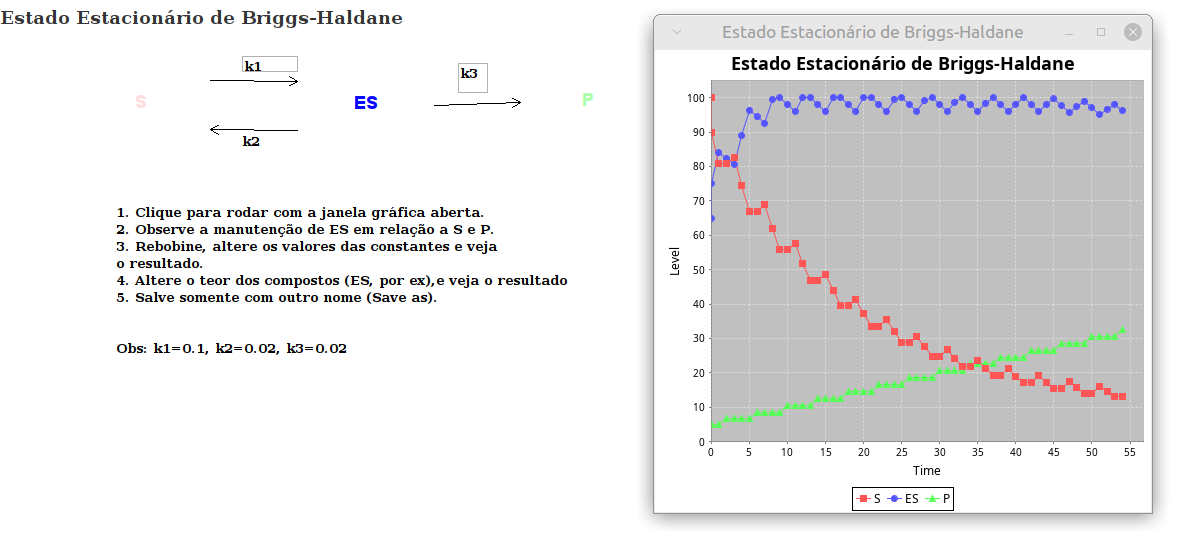 Estado Estacionário de Briggs-Haldane
k1
k3
S
ES
P
k2
1. Clique para rodar com a janela gráfica aberta.
2. Observe a manutenção de ES em relação a S e P.
3. Rebobine, altere os valores das constantes e veja
o resultado.
4. Altere o teor dos compostos (ES, por ex),e veja o resultado
5. Salve somente com outro nome (Save as).
Obs: k1=0.1, k2=0.02, k3=0.02
Estado Estacionário de Briggs-Haldane
Estado Estacionário de Briggs-Haldane
100
90
80
70
60
50
40
30
20
10
0
Level
0 5 10 15 20 25 30 35 40 45 50 55
Time
S ES P